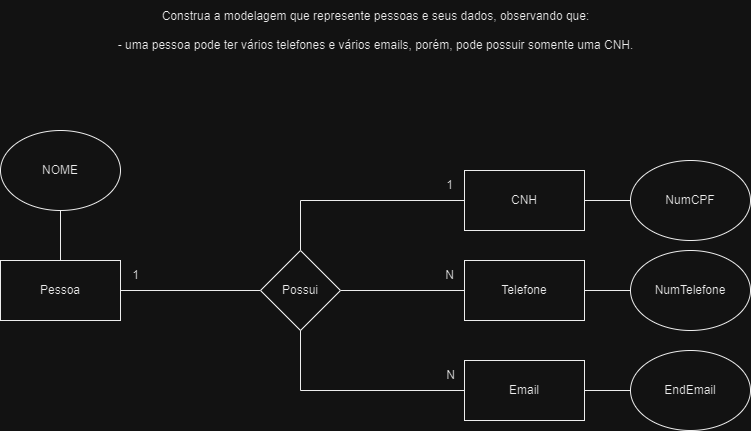 Construa a modelagem que represente pessoas e seus dados, observando que:
- uma pessoa pode ter vários telefones e vários emails, porém, pode possuir somente uma CNH.
NOME
1
CNH
NumCPF
Pessoa
1
Possui
N
Telefone
NumTelefone
N
Email
EndEmail